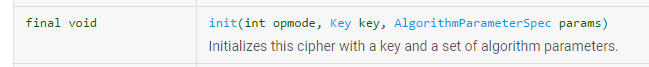 final void init(int opmode, Key key, AlgorithmParameterSpec params)
Initializes this cipher with a key and a set of algorithm parameters.